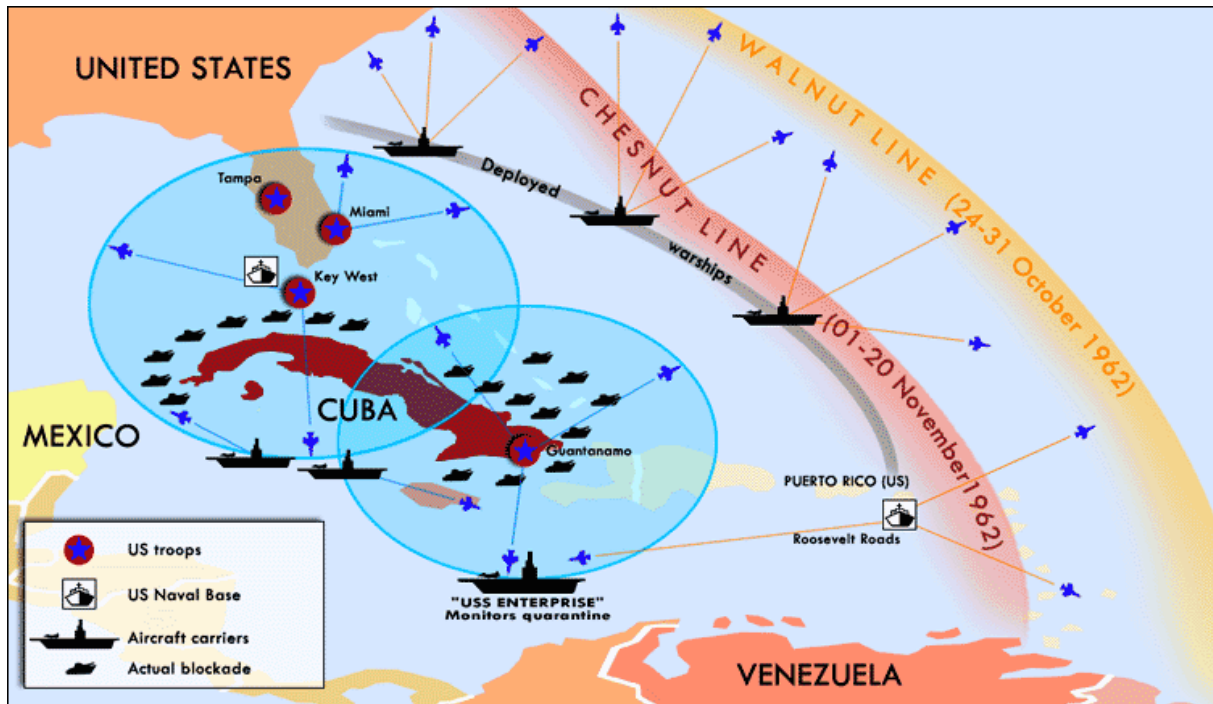 UNITED STATES
WALNUT LINE (24-31 October 1962)
CHESNUT LINE (01-20 November 1962)
Deployed warships
Tampa
Miami
Key West
CUBA
MEXICO
Guantanamo
PUERTO RICO (US)
Roosevelt Roads
"USS ENTERPRISE"
Monitors quarantine
VENEZUELA
US troops
US Naval Base
Aircraft carriers
Actual blockade